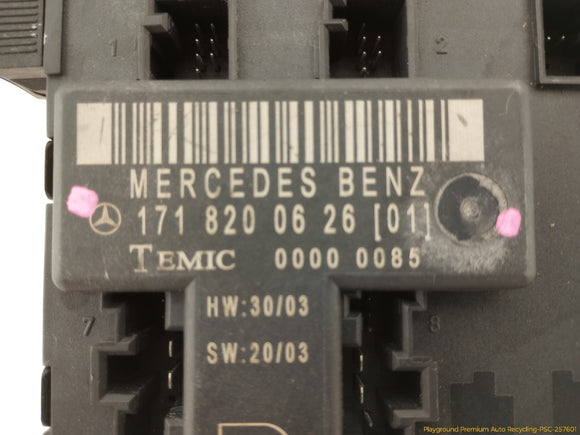 1 2
MERCEDES BENZ
171 820 06 26 [01]
TEMIC 0000 0085
HW:30/03
7 8
SW:20/03
Playground Premium Auto Recycling-PSC-257601